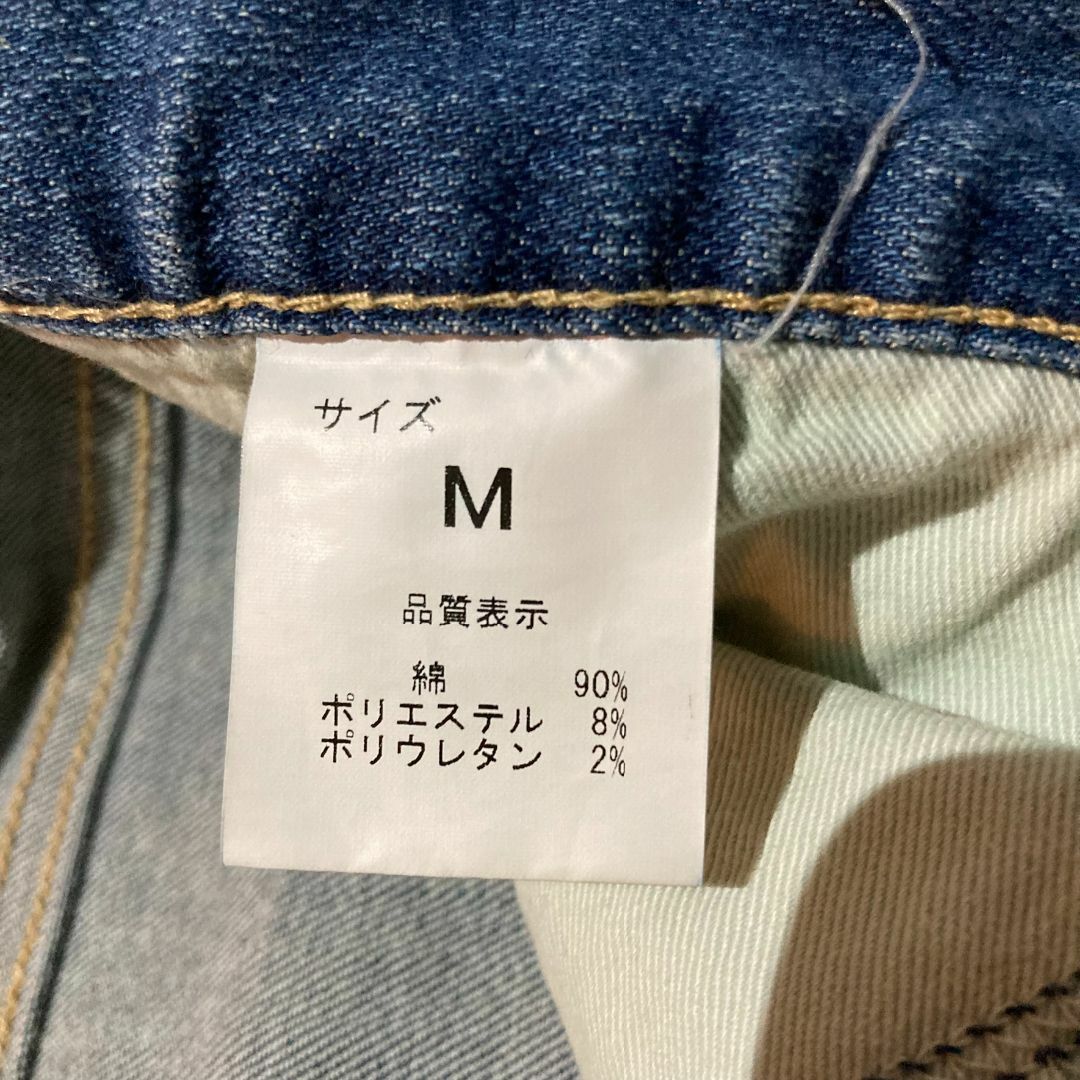 サイズ
M
品質表示
綿 90%
ポリエステル 8%
ポリウレタン 2%